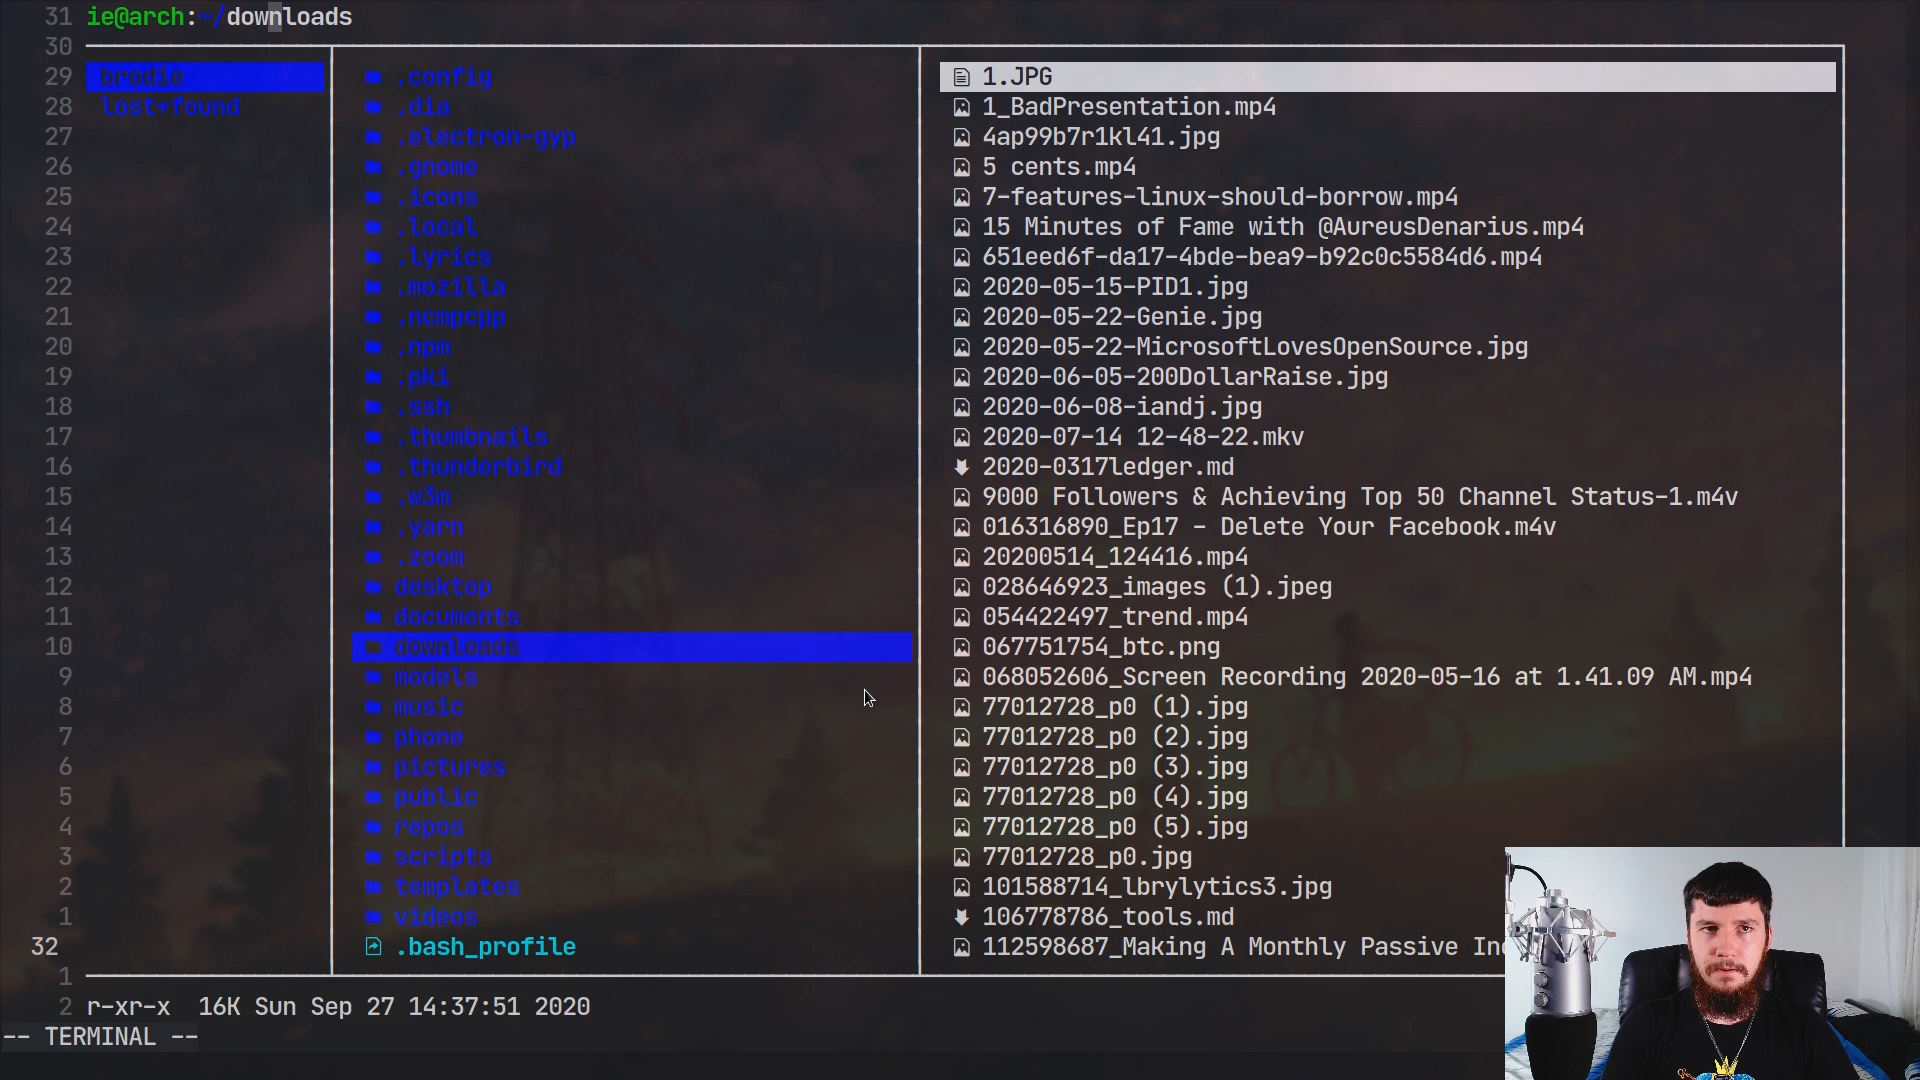 31 ie@arch:~/downloads
30
29 brodie .config 1.JPG
28 lost+found .dia 1_BadPresentation.mp4
27 .electron-gyp 4ap99b7r1kl41.jpg
26 .gnome 5 cents.mp4
25 .icons 7-features-linux-should-borrow.mp4
24 .local 15 Minutes of Fame with @AureusDenarius.mp4
23 .lyrics 651eed6f-da17-4bde-bea9-b92c0c5584d6.mp4
22 .mozilla 2020-05-15-PID1.jpg
21 .ncmpcpp 2020-05-22-Genie.jpg
20 .npm 2020-05-22-MicrosoftLovesOpenSource.jpg
19 .pki 2020-06-05-200DollarRaise.jpg
18 .ssh 2020-06-08-iandj.jpg
17 .thumbnails 2020-07-14 12-48-22.mkv
16 .thunderbird 2020-0317ledger.md
15 .w3m 9000 Followers & Achieving Top 50 Channel Status-1.m4v
14 .yarn 016316890_Ep17 - Delete Your Facebook.m4v
13 .zoom 20200514_124416.mp4
12 desktop 028646923_images (1).jpeg
11 documents 054422497_trend.mp4
10 downloads 067751754_btc.png
9 models 068052606_Screen Recording 2020-05-16 at 1.41.09 AM.mp4
8 music 77012728_p0 (1).jpg
7 phone 77012728_p0 (2).jpg
6 pictures 77012728_p0 (3).jpg
5 public 77012728_p0 (4).jpg
4 repos 77012728_p0 (5).jpg
3 scripts 77012728_p0.jpg
2 templates 101588714_lbrylytics3.jpg
1 videos 106778786_tools.md
32 .bash_profile 112598687_Making A Monthly Passive
1
2 r-xr-x 16K Sun Sep 27 14:37:51 2020
-- TERMINAL --